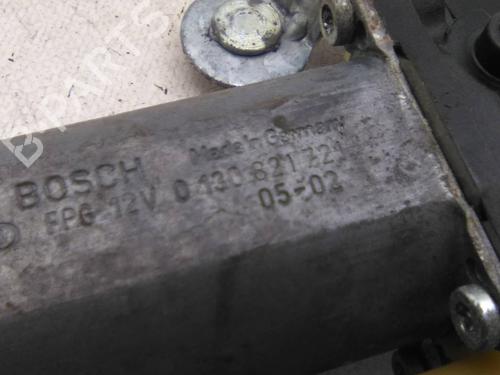 BOSCH Made in Germany
FPG 12V 0 130 821 721
05-02